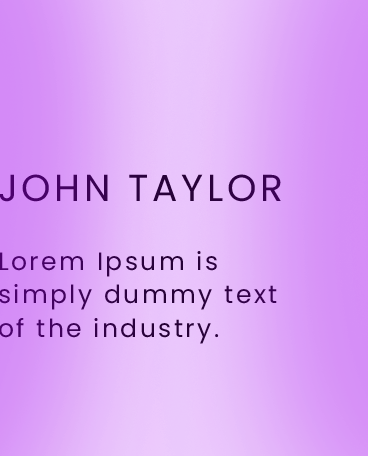 JOHN TAYLOR
Lorem Ipsum is
simply dummy text
of the industry.